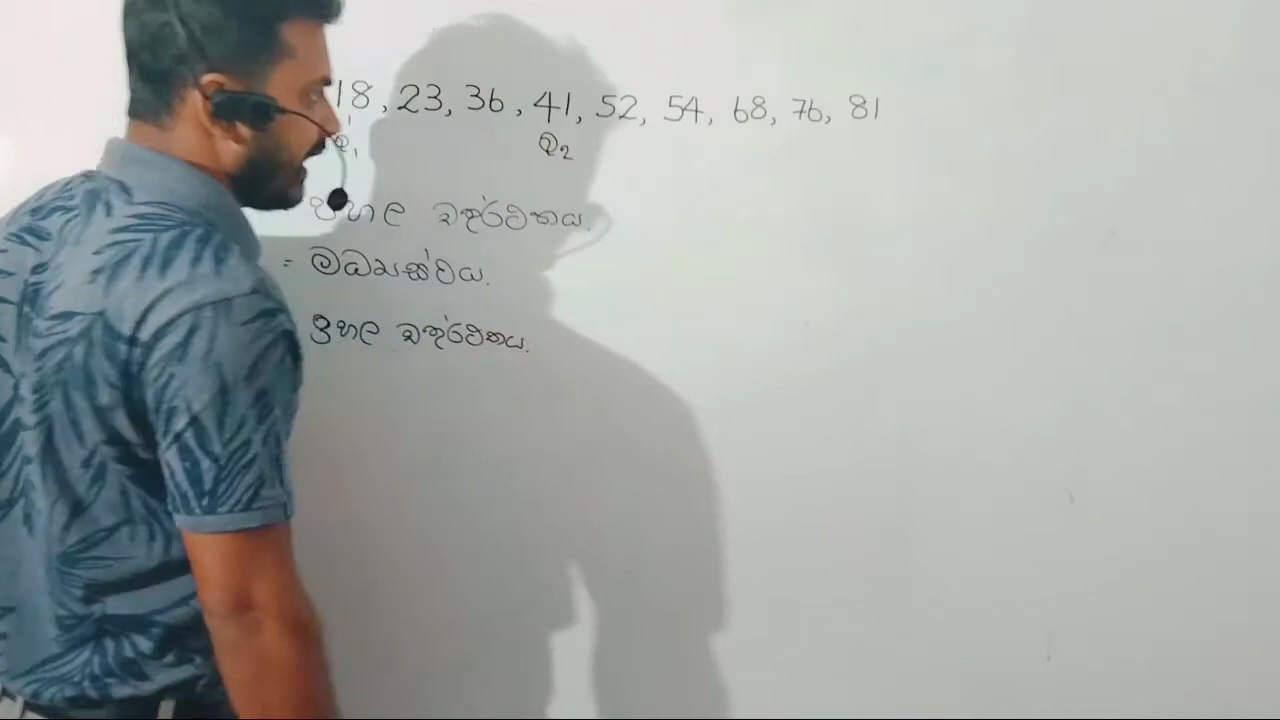 18, 23, 36, 41, 52, 54, 68, 76, 81
Q₁ Q₂
පහල චතුර්ථකය.
= මධ්‍යස්ථය.
ඉහල චතුර්ථකය.